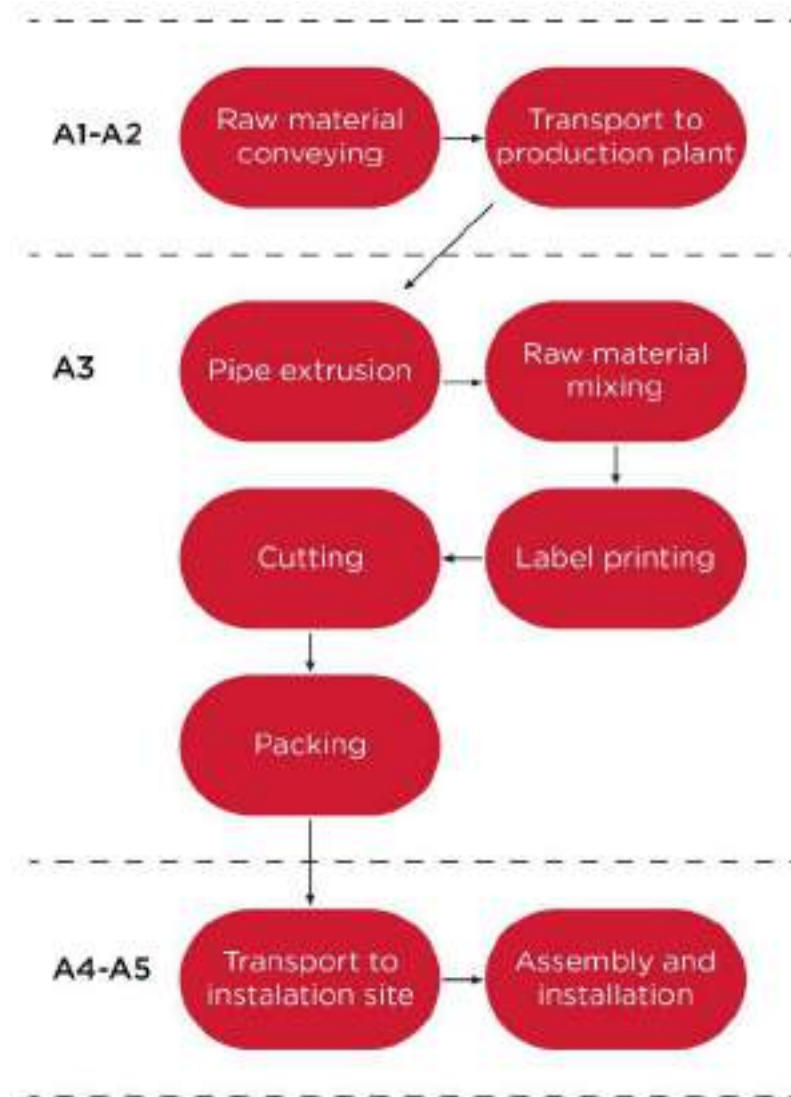 A1-A2
Raw material
conveying
Transport to
production plant
A3
Pipe extrusion
Raw material
mixing
Cutting
Label printing
Packing
A4-A5
Transport to
instalation site
Assembly and
installation